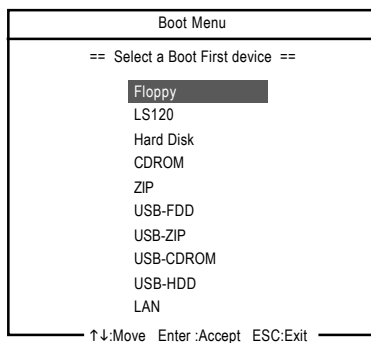 Boot Menu
== Select a Boot First device ==
Floppy
LS120
Hard Disk
CDROM
ZIP
USB-FDD
USB-ZIP
USB-CDROM
USB-HDD
LAN
↑↓:Move Enter :Accept ESC:Exit